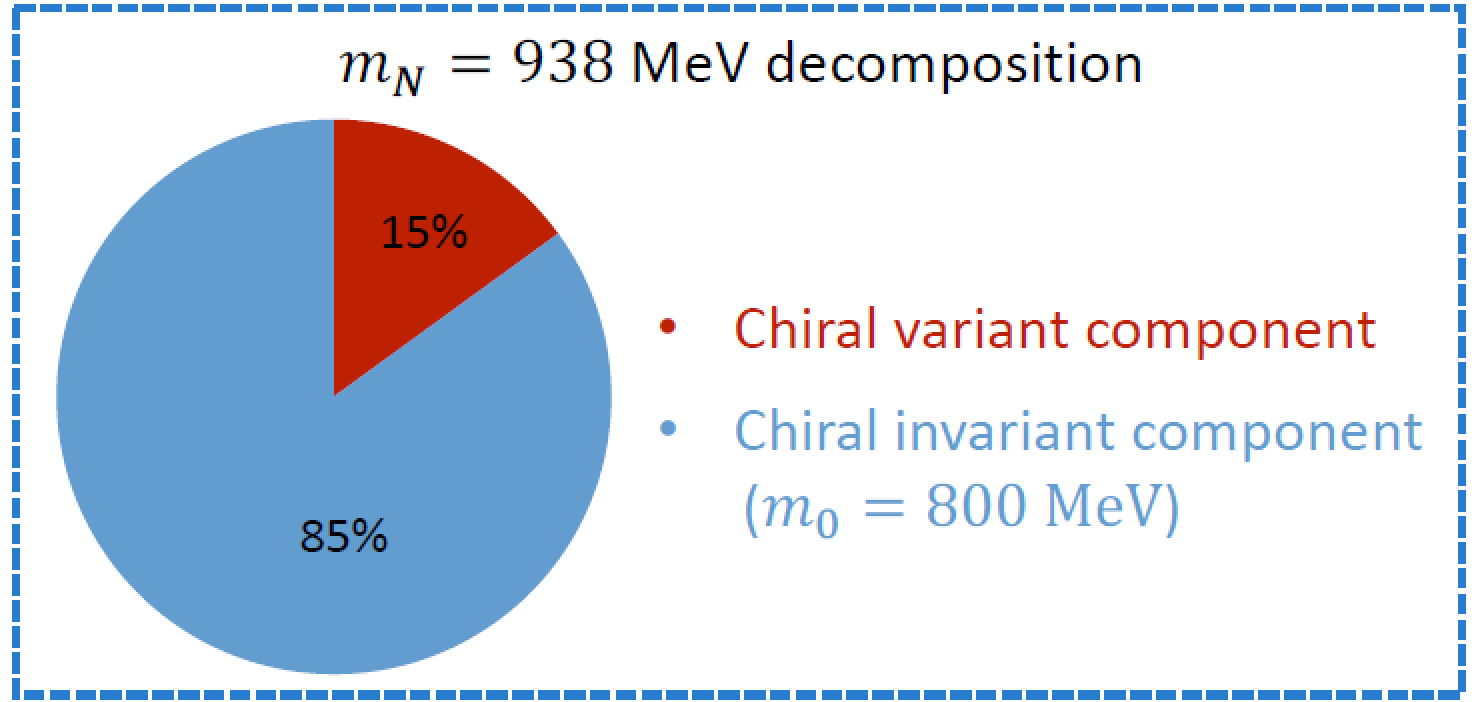 m_N = 938 MeV decomposition
15%
• Chiral variant component
• Chiral invariant component
(m_0 = 800 MeV)
85%